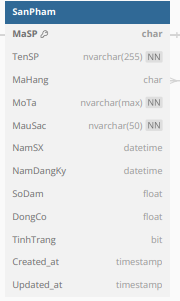 SanPham
MaSP char
TenSP nvarchar(255) NN
MaHang char
MoTa nvarchar(max) NN
MauSac nvarchar(50) NN
NamSX datetime
NamDangKy datetime
SoDam float
DongCo float
TinhTrang bit
Created_at timestamp
Updated_at timestamp